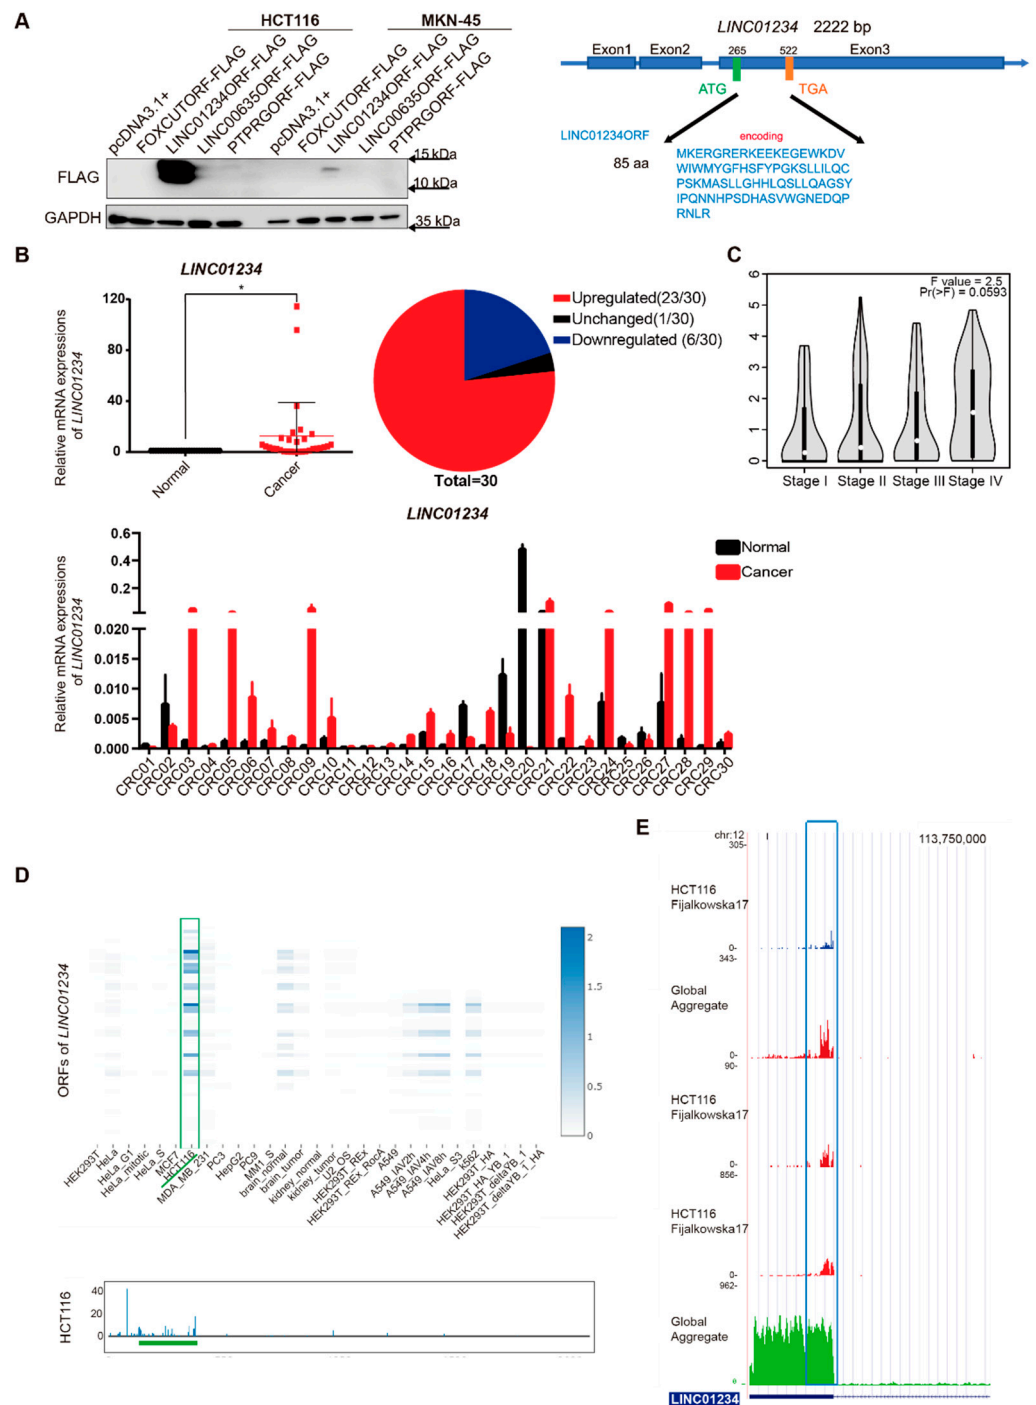 A
HCT116
MKN-45
pcDNA3.1+
FOXCUTORF-FLAG
LINC01234ORF-FLAG
LINC00635ORF-FLAG
PTPRGORF-FLAG
pcDNA3.1+
FOXCUTORF-FLAG
LINC01234ORF-FLAG
LINC00635ORF-FLAG
PTPRGORF-FLAG
FLAG
15 kDa
10 kDa
GAPDH
35 kDa
LINC01234 2222 bp
Exon1
Exon2
265
522
Exon3
ATG
TGA
LINC01234ORF
85 aa
encoding
MKERGRERKEEKEGEWKDV
WIWMYGFHSFYPGKSLLILQC
PSKMASLLGHHLQSLLQAGSY
IPQNNHPSDHASVWGNEDQP
RNLR
B
LINC01234
*
Relative mRNA expressions
of LINC01234
120
80
40
0
Normal
Cancer
Upregulated(23/30)
Unchanged(1/30)
Downregulated (6/30)
Total=30
C
F value = 2.5
Pr(>F) = 0.0593
6
5
4
3
2
1
0
Stage I
Stage II
Stage III
Stage IV
LINC01234
Relative mRNA expressions
of LINC01234
0.6
0.4
0.2
0.020
0.015
0.010
0.005
0.000
Normal
Cancer
CRC01
CRC02
CRC03
CRC04
CRC05
CRC06
CRC07
CRC08
CRC09
CRC10
CRC11
CRC12
CRC13
CRC14
CRC15
CRC16
CRC17
CRC18
CRC19
CRC20
CRC21
CRC22
CRC23
CRC24
CRC25
CRC26
CRC27
CRC28
CRC29
CRC30
D
ORFs of LINC01234
2
1.5
1
0.5
0
HEK293T
HeLa
HeLa_G1
HeLa_mitotic
HeLa_S
MCF7
HCT116
MDA_MB_231
PC3
HepG2
PC9
MM1_S
brain_normal
brain_tumor
kidney_normal
kidney_tumor
U2_OS
HEK293T_REx
HEK293T_REx_RocA
A549
A549_IAV2h
A549_IAV4h
A549_IAV8h
HeLa_S3
k562
HEK293T_HA
HEK293T_HA_YB_1
HEK293T_deltaYB_1
HEK293T_deltaYB_1_HA
HCT116
40
20
0
E
chr:12
113,750,000
305-
HCT116
Fijalkowska17
0-
343-
Global
Aggregate
0-
90-
HCT116
Fijalkowska17
0-
856-
HCT116
Fijalkowska17
0-
962-
Global
Aggregate
0
LINC01234